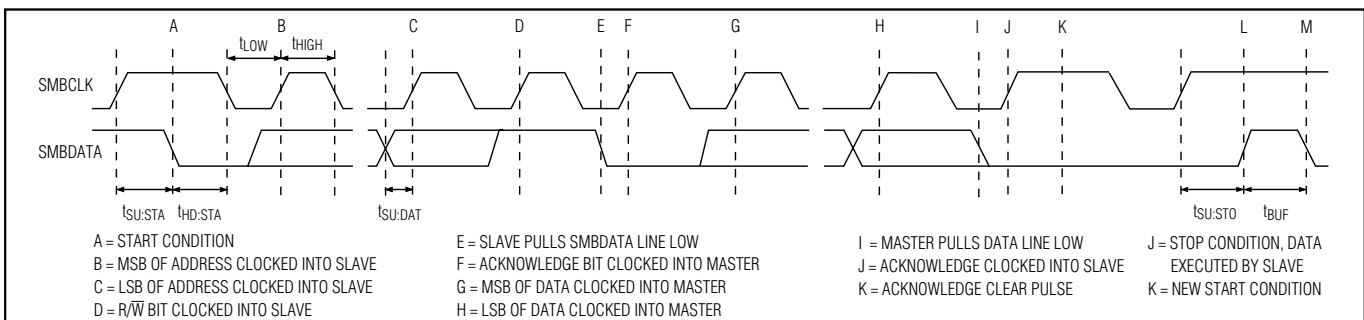 A B C D E F G H I J K L M
tLOW tHIGH
SMBCLK
SMBDATA
tSU:STA tHD:STA tSU:DAT tSU:STO tBUF
A = START CONDITION
B = MSB OF ADDRESS CLOCKED INTO SLAVE
C = LSB OF ADDRESS CLOCKED INTO SLAVE
D = R/W̅ BIT CLOCKED INTO SLAVE
E = SLAVE PULLS SMBDATA LINE LOW
F = ACKNOWLEDGE BIT CLOCKED INTO MASTER
G = MSB OF DATA CLOCKED INTO MASTER
H = LSB OF DATA CLOCKED INTO MASTER
I = MASTER PULLS DATA LINE LOW
J = ACKNOWLEDGE CLOCKED INTO SLAVE
K = ACKNOWLEDGE CLEAR PULSE
J = STOP CONDITION, DATA
EXECUTED BY SLAVE
K = NEW START CONDITION